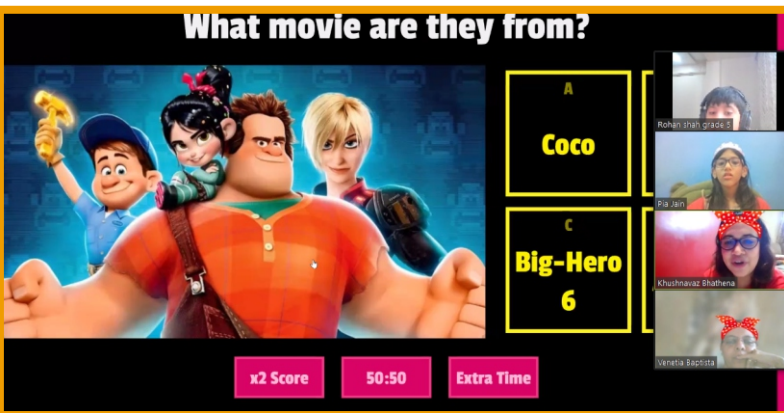 What movie are they from?
A
Coco
C
Big-Hero
6
x2 Score
50:50
Extra Time
Rohan shah grade 5
Pia Jain
Khushnavaz Bhathena
Venetia Baptista